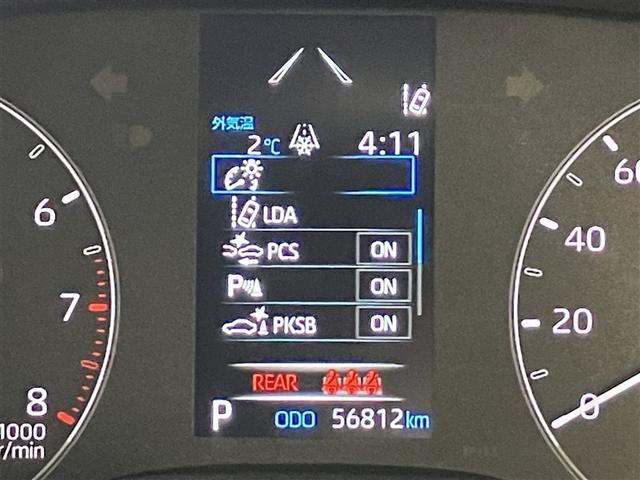 外気温
2℃ 4:11
LDA
PCS ON
P ON
PKSB ON
REAR
P ODO 56812km
6
7
8
1000
r/min
60
40
20
0